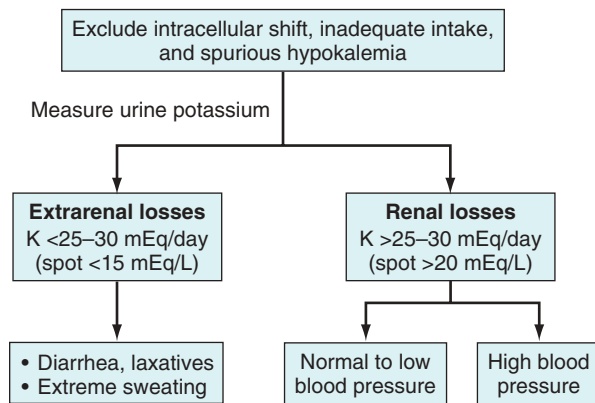 Exclude intracellular shift, inadequate intake,
and spurious hypokalemia
Measure urine potassium
Extrarenal losses
K <25–30 mEq/day
(spot <15 mEq/L)
Renal losses
K >25–30 mEq/day
(spot >20 mEq/L)
• Diarrhea, laxatives
• Extreme sweating
Normal to low
blood pressure
High blood
pressure